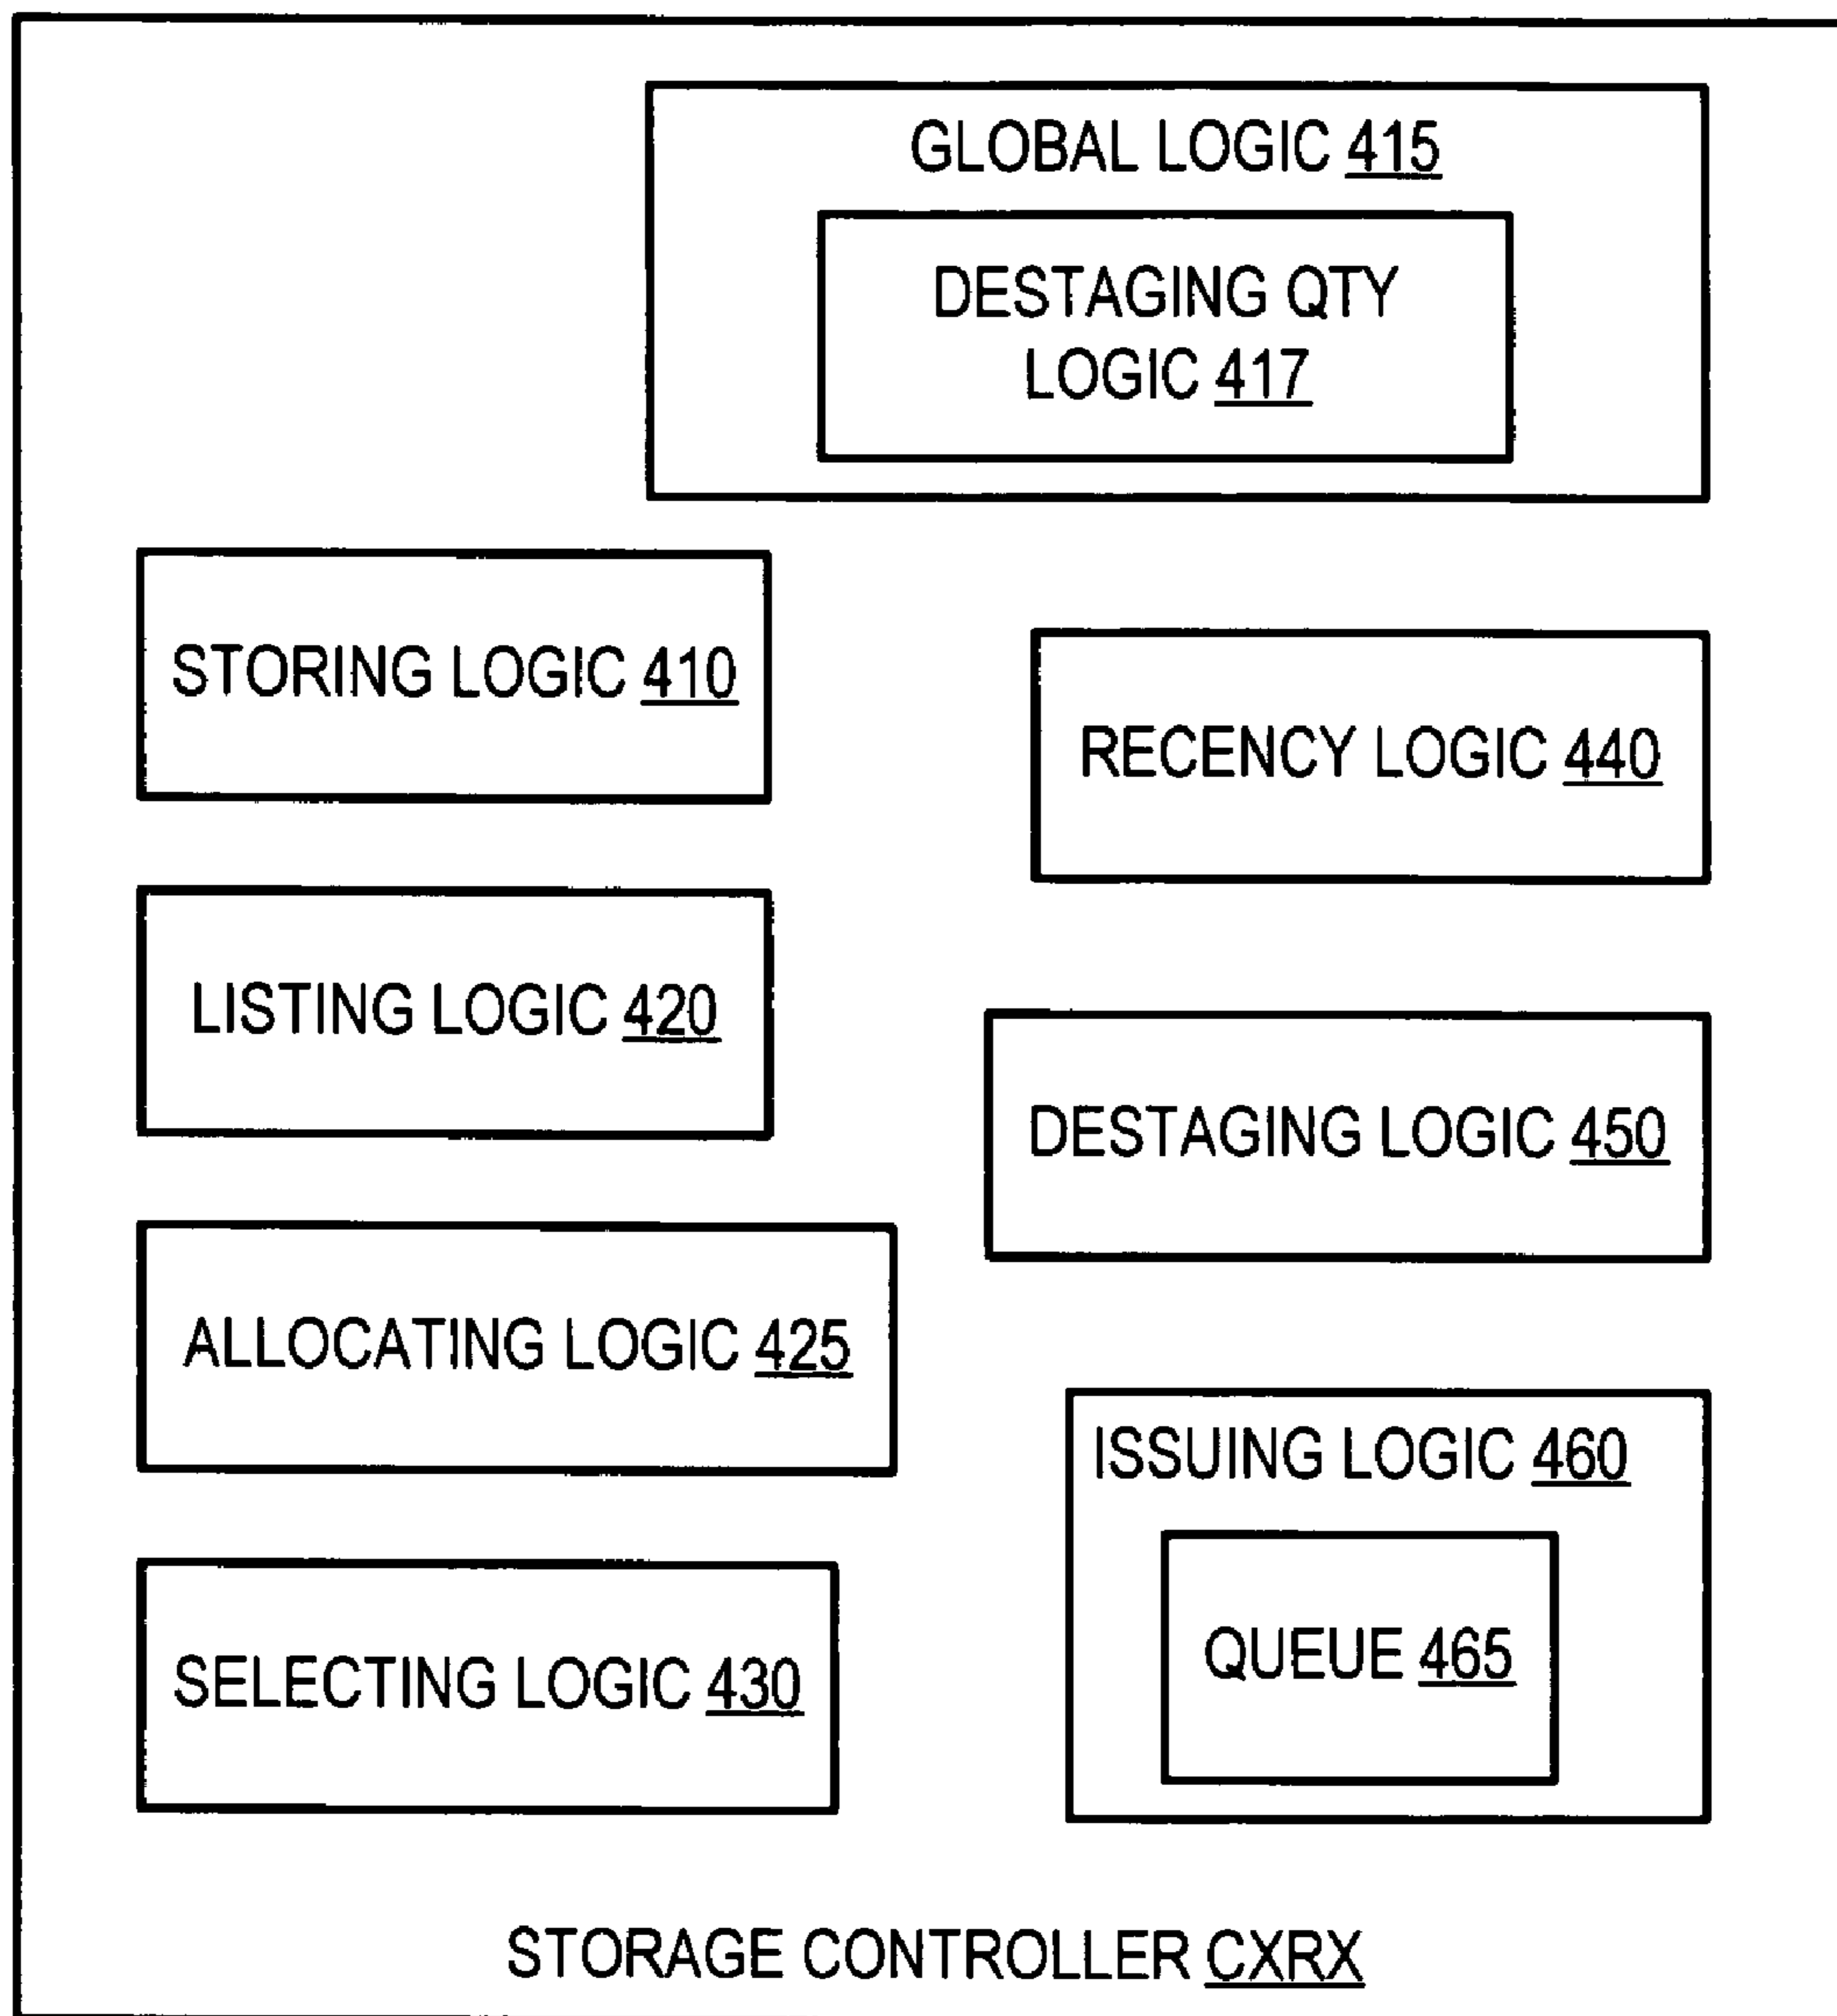 GLOBAL LOGIC 415
DESTAGING QTY
LOGIC 417
STORING LOGIC 410
RECENCY LOGIC 440
LISTING LOGIC 420
DESTAGING LOGIC 450
ALLOCATING LOGIC 425
ISSUING LOGIC 460
QUEUE 465
SELECTING LOGIC 430
STORAGE CONTROLLER CXRX